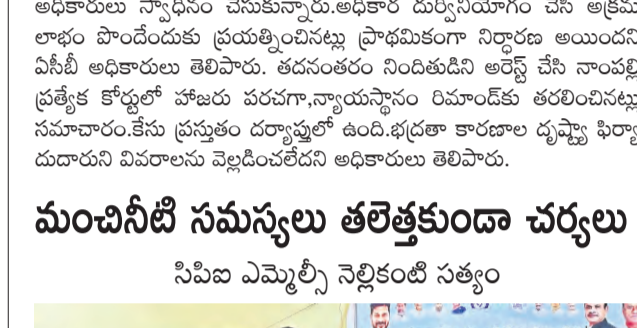 అధికారులు స్వాధీనం చేసుకున్నారు.అధికార దుర్వినియోగం చేసి అక్రమ
లాభం పొందేందుకు ప్రయత్నించినట్లు ప్రాథమికంగా నిర్ధారణ అయిందని
ఏసీబీ అధికారులు తెలిపారు. తదనంతరం నిందితుడిని అరెస్ట్ చేసి నాంపల్లి
ప్రత్యేక కోర్టులో హాజరు పరచగా,న్యాయస్థానం రిమాండ్‌కు తరలించినట్లు
సమాచారం.కేసు ప్రస్తుతం దర్యాప్తులో ఉంది.భద్రతా కారణాల దృష్ట్యా ఫిర్యా
దుదారుని వివరాలను వెల్లడించలేదని అధికారులు తెలిపారు.
మంచినీటి సమస్యలు తలెత్తకుండా చర్యలు
సిపిఐ ఎమ్మెల్సీ నెల్లికంటి సత్యం